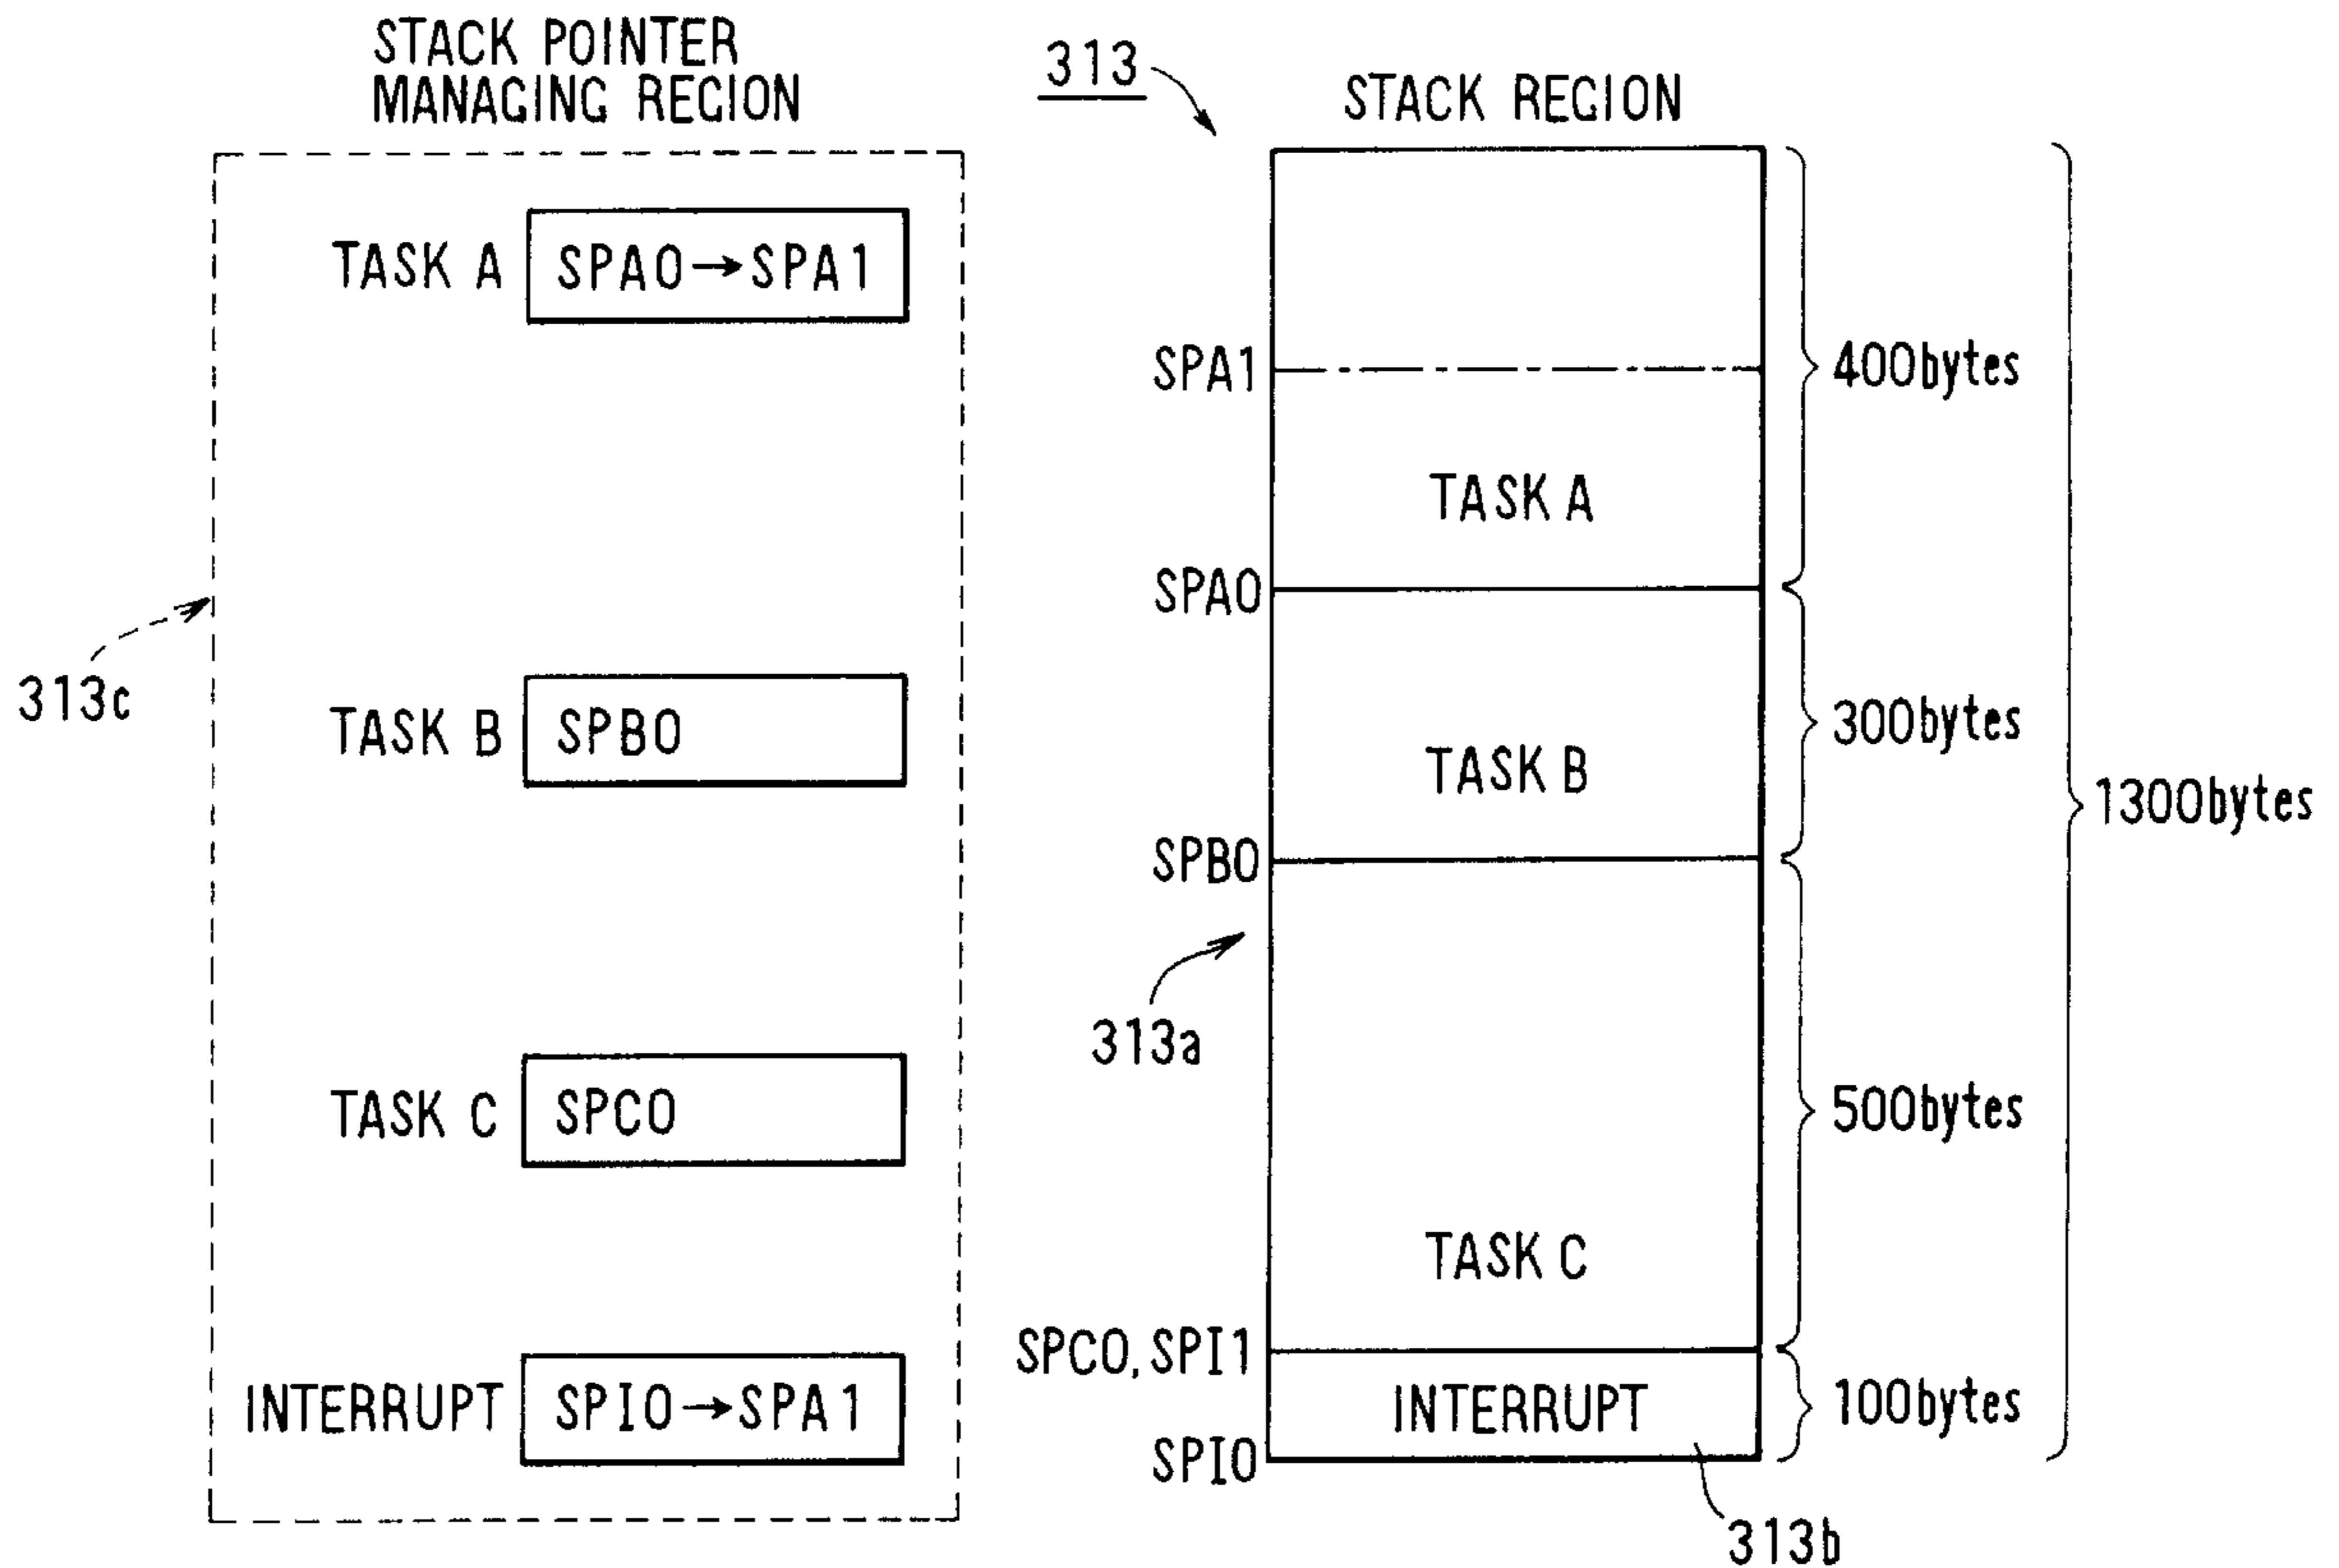 STACK POINTER
MANAGING REGION
313
STACK REGION
TASK A
SPA0→SPA1
SPA1
400bytes
TASK A
SPA0
313c
TASK B
SPB0
300bytes
TASK B
1300bytes
SPB0
313a
TASK C
SPC0
500bytes
TASK C
SPC0, SPI1
INTERRUPT
SPI0→SPA1
INTERRUPT
100bytes
SPI0
313b